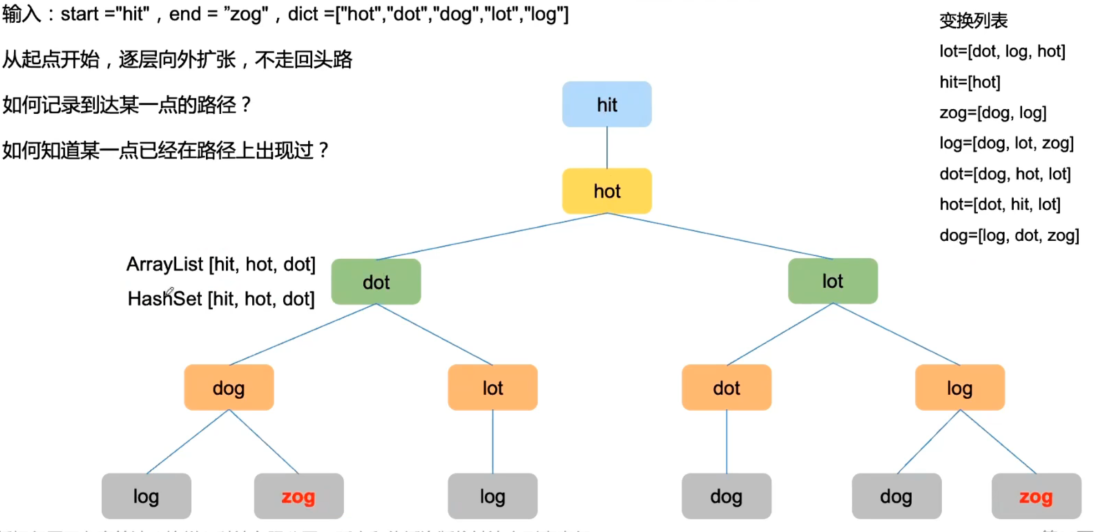 输入：start ="hit"，end = ”zog"，dict =["hot","dot","dog","lot","log"]
从起点开始，逐层向外扩张，不走回头路
如何记录到达某一点的路径？
如何知道某一点已经在路径上出现过？
变换列表
lot=[dot, log, hot]
hit=[hot]
zog=[dog, log]
log=[dog, lot, zog]
dot=[dog, hot, lot]
hot=[dot, hit, lot]
dog=[log, dot, zog]
hit
hot
ArrayList [hit, hot, dot]
HashSet [hit, hot, dot]
dot
lot
dog
lot
dot
log
log
zog
log
dog
dog
zog